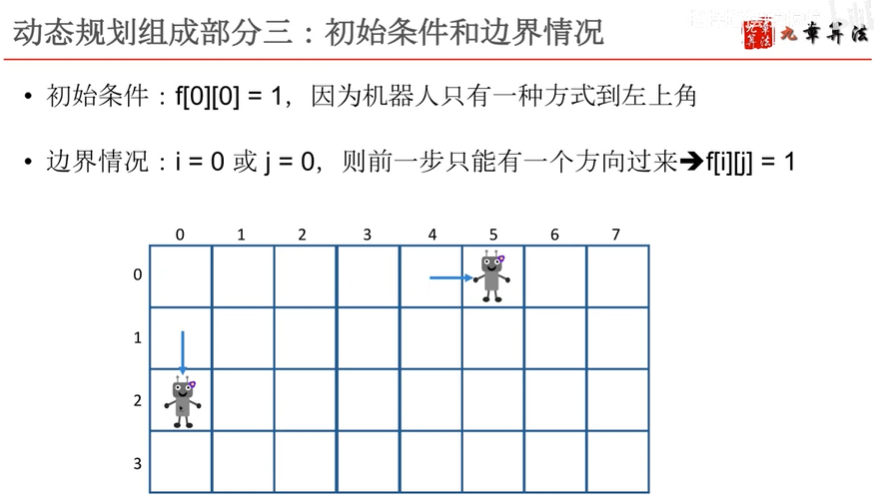 动态规划组成部分三：初始条件和边界情况
九章算法
• 初始条件：f[0][0] = 1，因为机器人只有一种方式到左上角
• 边界情况：i = 0 或 j = 0，则前一步只能有一个方向过来➔f[i][j] = 1
0 1 2 3 4 5 6 7
0
1
2
3